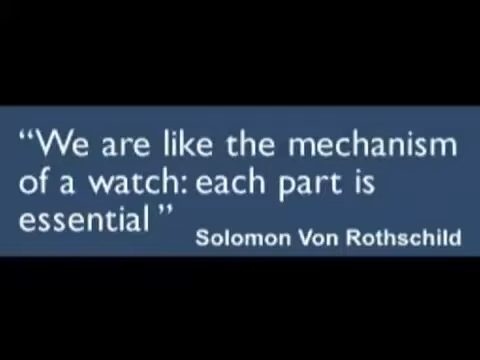 “We are like the mechanism
of a watch: each part is
essential ”
Solomon Von Rothschild